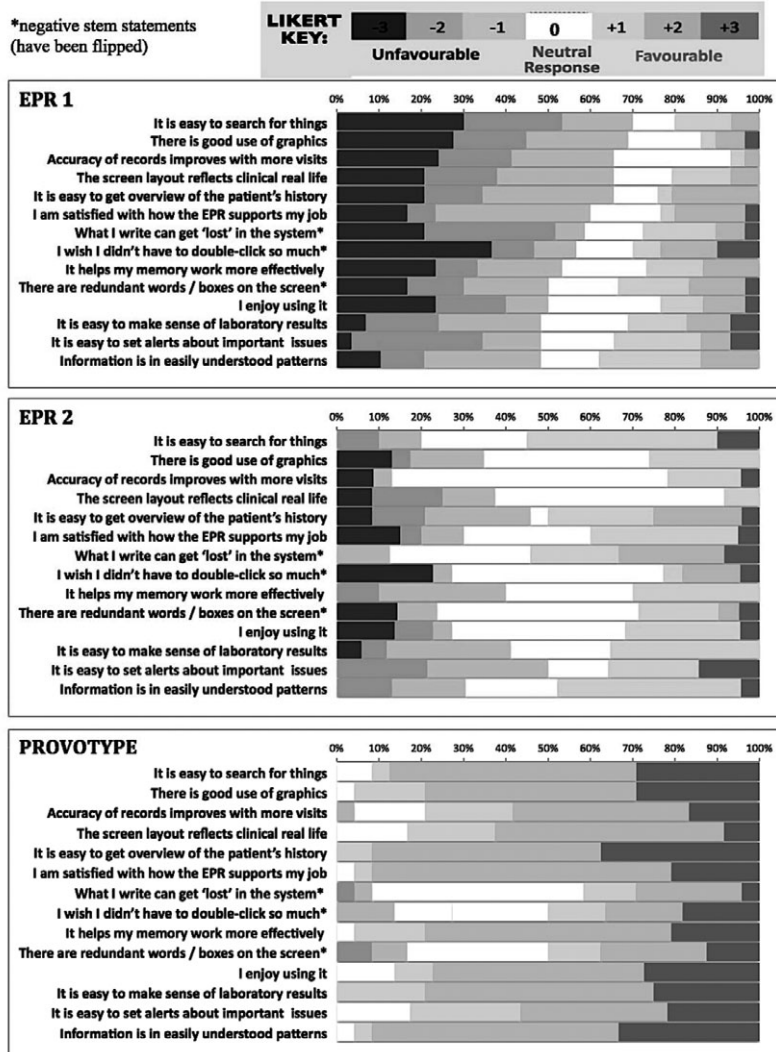 *negative stem statements
(have been flipped)
LIKERT
KEY:
-3 -2 -1 0 +1 +2 +3
Unfavourable Neutral Response Favourable
EPR 1
0% 10% 20% 30% 40% 50% 60% 70% 80% 90% 100%
It is easy to search for things
There is good use of graphics
Accuracy of records improves with more visits
The screen layout reflects clinical real life
It is easy to get overview of the patient's history
I am satisfied with how the EPR supports my job
What I write can get 'lost' in the system*
I wish I didn't have to double-click so much*
It helps my memory work more effectively
There are redundant words / boxes on the screen*
I enjoy using it
It is easy to make sense of laboratory results
It is easy to set alerts about important issues
Information is in easily understood patterns
EPR 2
0% 10% 20% 30% 40% 50% 60% 70% 80% 90% 100%
It is easy to search for things
There is good use of graphics
Accuracy of records improves with more visits
The screen layout reflects clinical real life
It is easy to get overview of the patient's history
I am satisfied with how the EPR supports my job
What I write can get 'lost' in the system*
I wish I didn't have to double-click so much*
It helps my memory work more effectively
There are redundant words / boxes on the screen*
I enjoy using it
It is easy to make sense of laboratory results
It is easy to set alerts about important issues
Information is in easily understood patterns
PROVOTYPE
0% 10% 20% 30% 40% 50% 60% 70% 80% 90% 100%
It is easy to search for things
There is good use of graphics
Accuracy of records improves with more visits
The screen layout reflects clinical real life
It is easy to get overview of the patient's history
I am satisfied with how the EPR supports my job
What I write can get 'lost' in the system*
I wish I didn't have to double-click so much*
It helps my memory work more effectively
There are redundant words / boxes on the screen*
I enjoy using it
It is easy to make sense of laboratory results
It is easy to set alerts about important issues
Information is in easily understood patterns